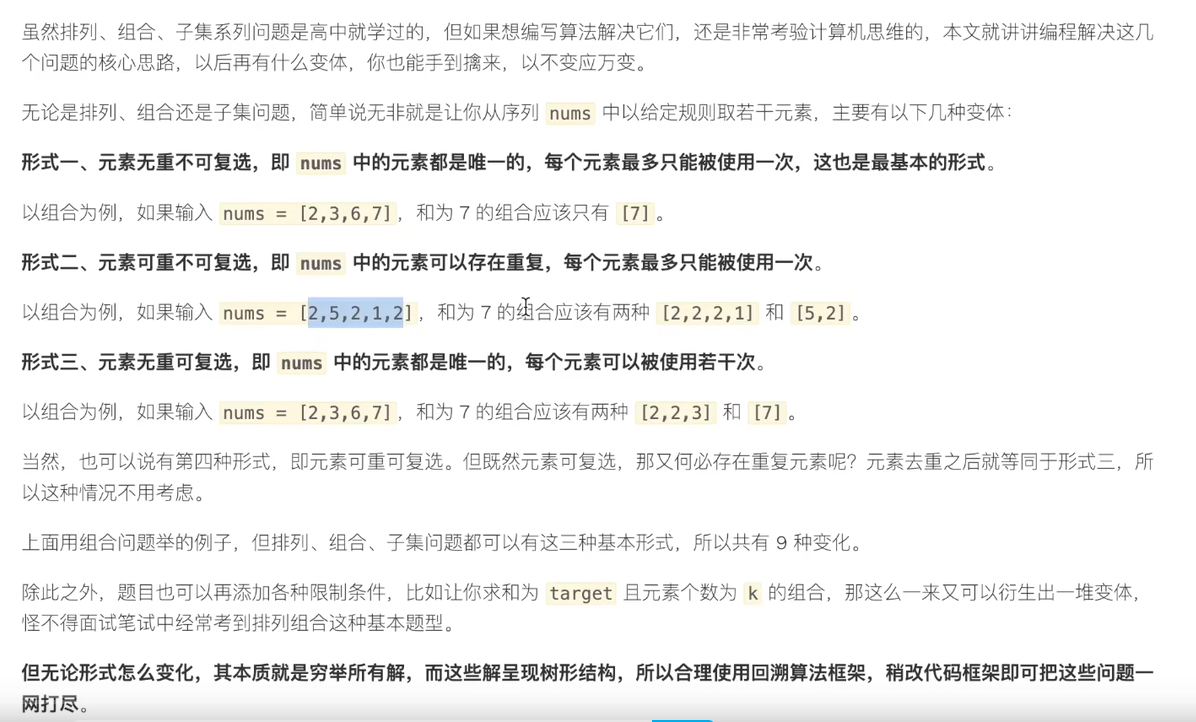 虽然排列、组合、子集系列问题是高中就学过的，但如果想编写算法解决它们，还是非常考验计算机思维的，本文就讲讲编程解决这几
个问题的核心思路，以后再有什么变体，你也能手到擒来，以不变应万变。
无论是排列、组合还是子集问题，简单说无非就是让你从序列 nums 中以给定规则取若干元素，主要有以下几种变体：
形式一、元素无重不可复选，即 nums 中的元素都是唯一的，每个元素最多只能被使用一次，这也是最基本的形式。
以组合为例，如果输入 nums = [2,3,6,7]，和为 7 的组合应该只有 [7]。
形式二、元素可重不可复选，即 nums 中的元素可以存在重复，每个元素最多只能被使用一次。
以组合为例，如果输入 nums = [2,5,2,1,2]，和为 7 的组合应该有两种 [2,2,2,1] 和 [5,2]。
形式三、元素无重可复选，即 nums 中的元素都是唯一的，每个元素可以被使用若干次。
以组合为例，如果输入 nums = [2,3,6,7]，和为 7 的组合应该有两种 [2,2,3] 和 [7]。
当然，也可以说有第四种形式，即元素可重可复选。但既然元素可复选，那又何必存在重复元素呢？元素去重之后就等同于形式三，所
以这种情况不用考虑。
上面用组合问题举的例子，但排列、组合、子集问题都可以有这三种基本形式，所以共有 9 种变化。
除此之外，题目也可以再添加各种限制条件，比如让你求和为 target 且元素个数为 k 的组合，那这么一来又可以衍生出一堆变体，
怪不得面试笔试中经常考到排列组合这种基本题型。
但无论形式怎么变化，其本质就是穷举所有解，而这些解呈现树形结构，所以合理使用回溯算法框架，稍改代码框架即可把这些问题一
网打尽。